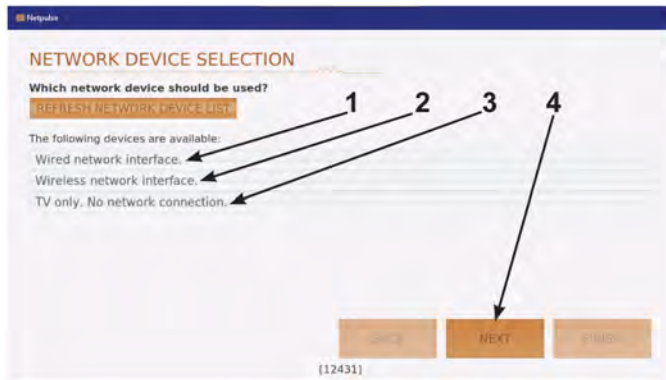 Netpulse
NETWORK DEVICE SELECTION
Which network device should be used?
REFRESH NETWORK DEVICE LIST
1 2 3 4
The following devices are available:
Wired network interface.
Wireless network interface.
TV only. No network connection.
BACK NEXT FINISH
[12431]